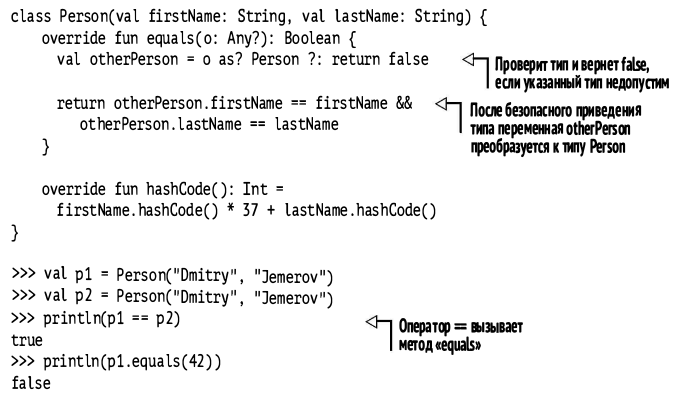 class Person(val firstName: String, val lastName: String) {
override fun equals(o: Any?): Boolean {
val otherPerson = o as? Person ?: return false
Проверит тип и вернет false,
если указанный тип недопустим
return otherPerson.firstName == firstName &&
otherPerson.lastName == lastName
После безопасного приведения
типа переменная otherPerson
преобразуется к типу Person
}
override fun hashCode(): Int =
firstName.hashCode() * 37 + lastName.hashCode()
}
>>> val p1 = Person("Dmitry", "Jemerov")
>>> val p2 = Person("Dmitry", "Jemerov")
>>> println(p1 == p2)
Оператор == вызывает
метод «equals»
true
>>> println(p1.equals(42))
false